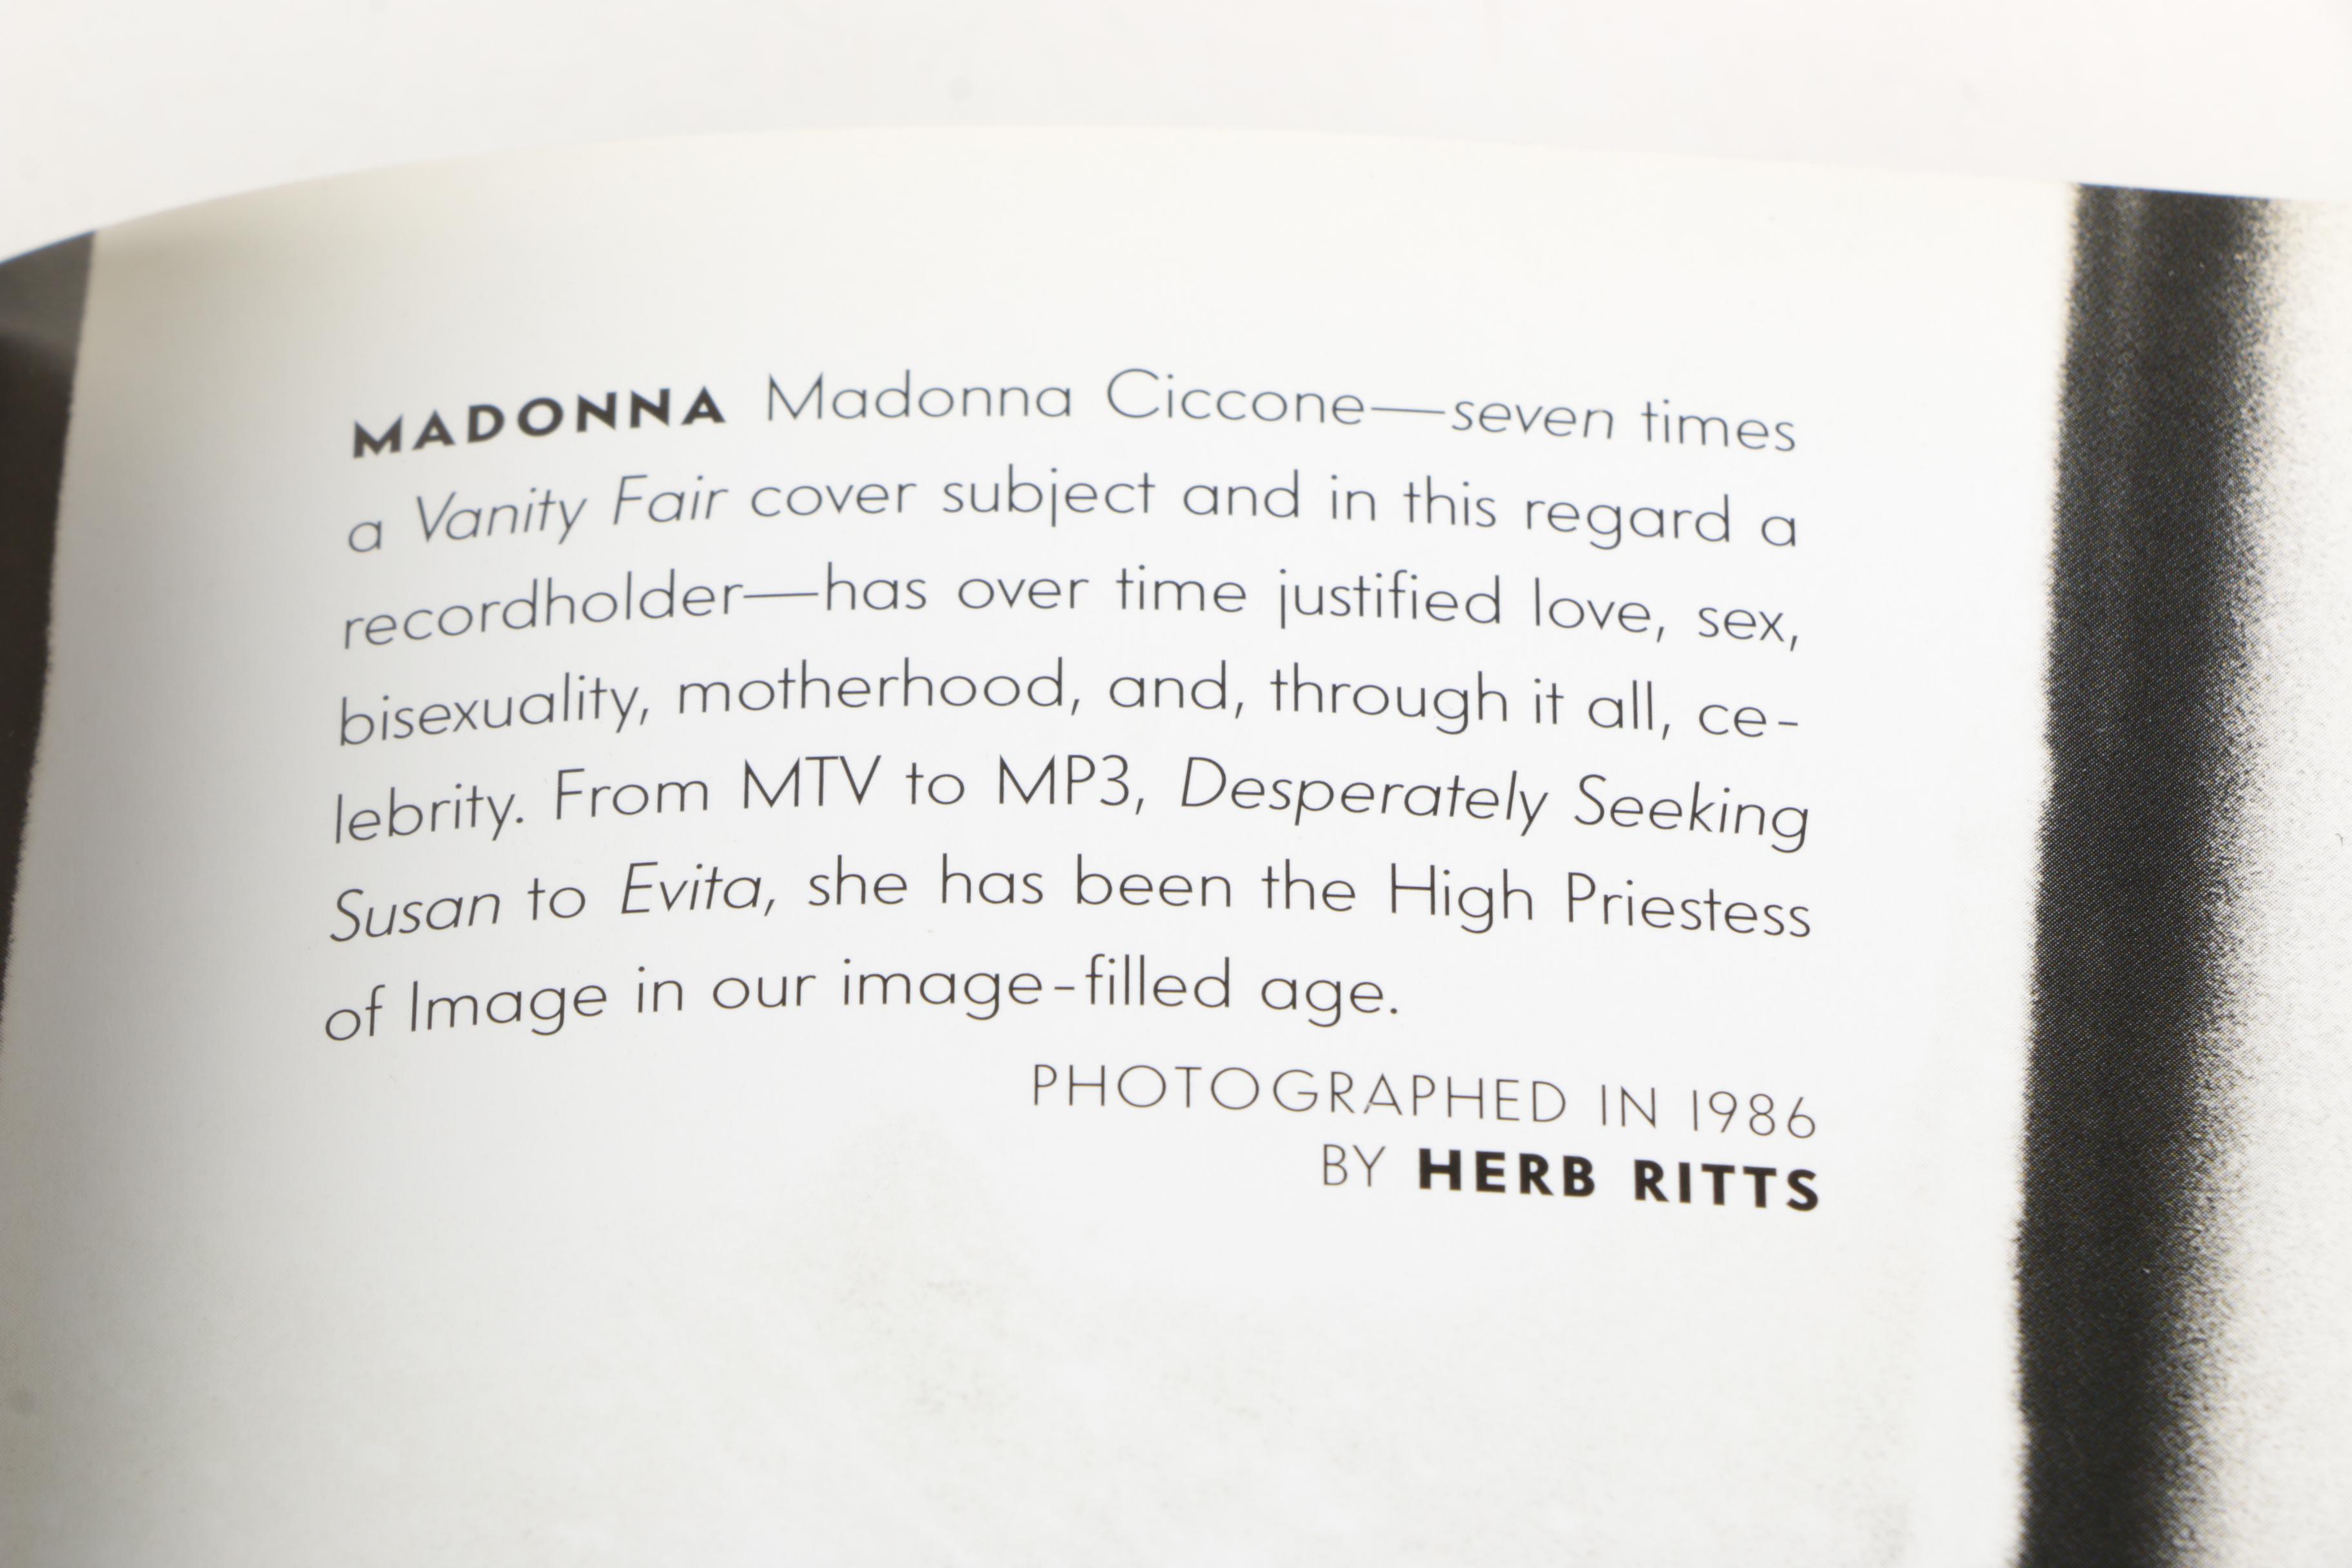 MADONNA Madonna Ciccone—seven times
a Vanity Fair cover subject and in this regard a
recordholder—has over time justified love, sex,
bisexuality, motherhood, and, through it all, ce-
lebrity. From MTV to MP3, Desperately Seeking
Susan to Evita, she has been the High Priestess
of Image in our image-filled age.
PHOTOGRAPHED IN 1986
BY HERB RITTS